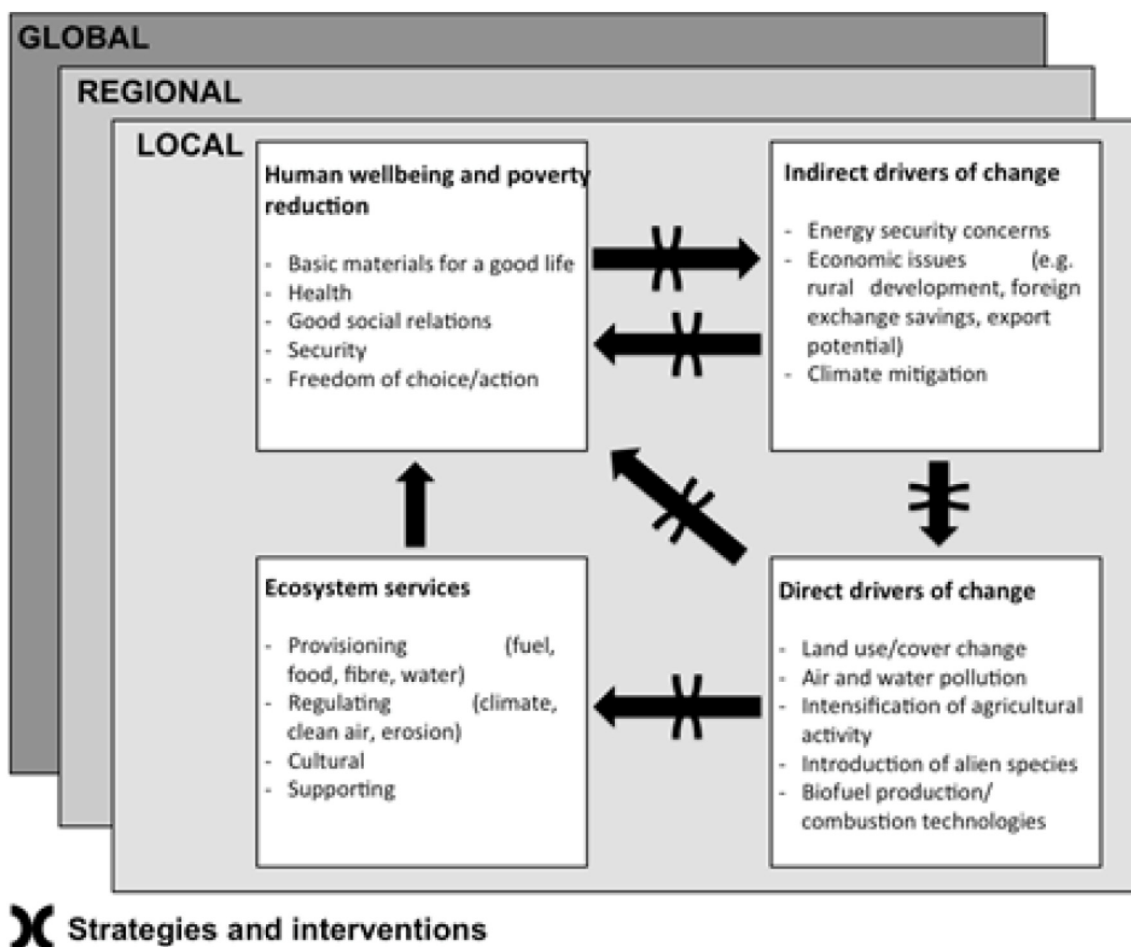 GLOBAL
REGIONAL
LOCAL
Human wellbeing and poverty
reduction
- Basic materials for a good life
- Health
- Good social relations
- Security
- Freedom of choice/action
Indirect drivers of change
- Energy security concerns
- Economic issues (e.g.
rural development, foreign
exchange savings, export
potential)
- Climate mitigation
Ecosystem services
- Provisioning (fuel,
food, fibre, water)
- Regulating (climate,
clean air, erosion)
- Cultural
- Supporting
Direct drivers of change
- Land use/cover change
- Air and water pollution
- Intensification of agricultural
activity
- Introduction of alien species
- Biofuel production/
combustion technologies
Strategies and interventions